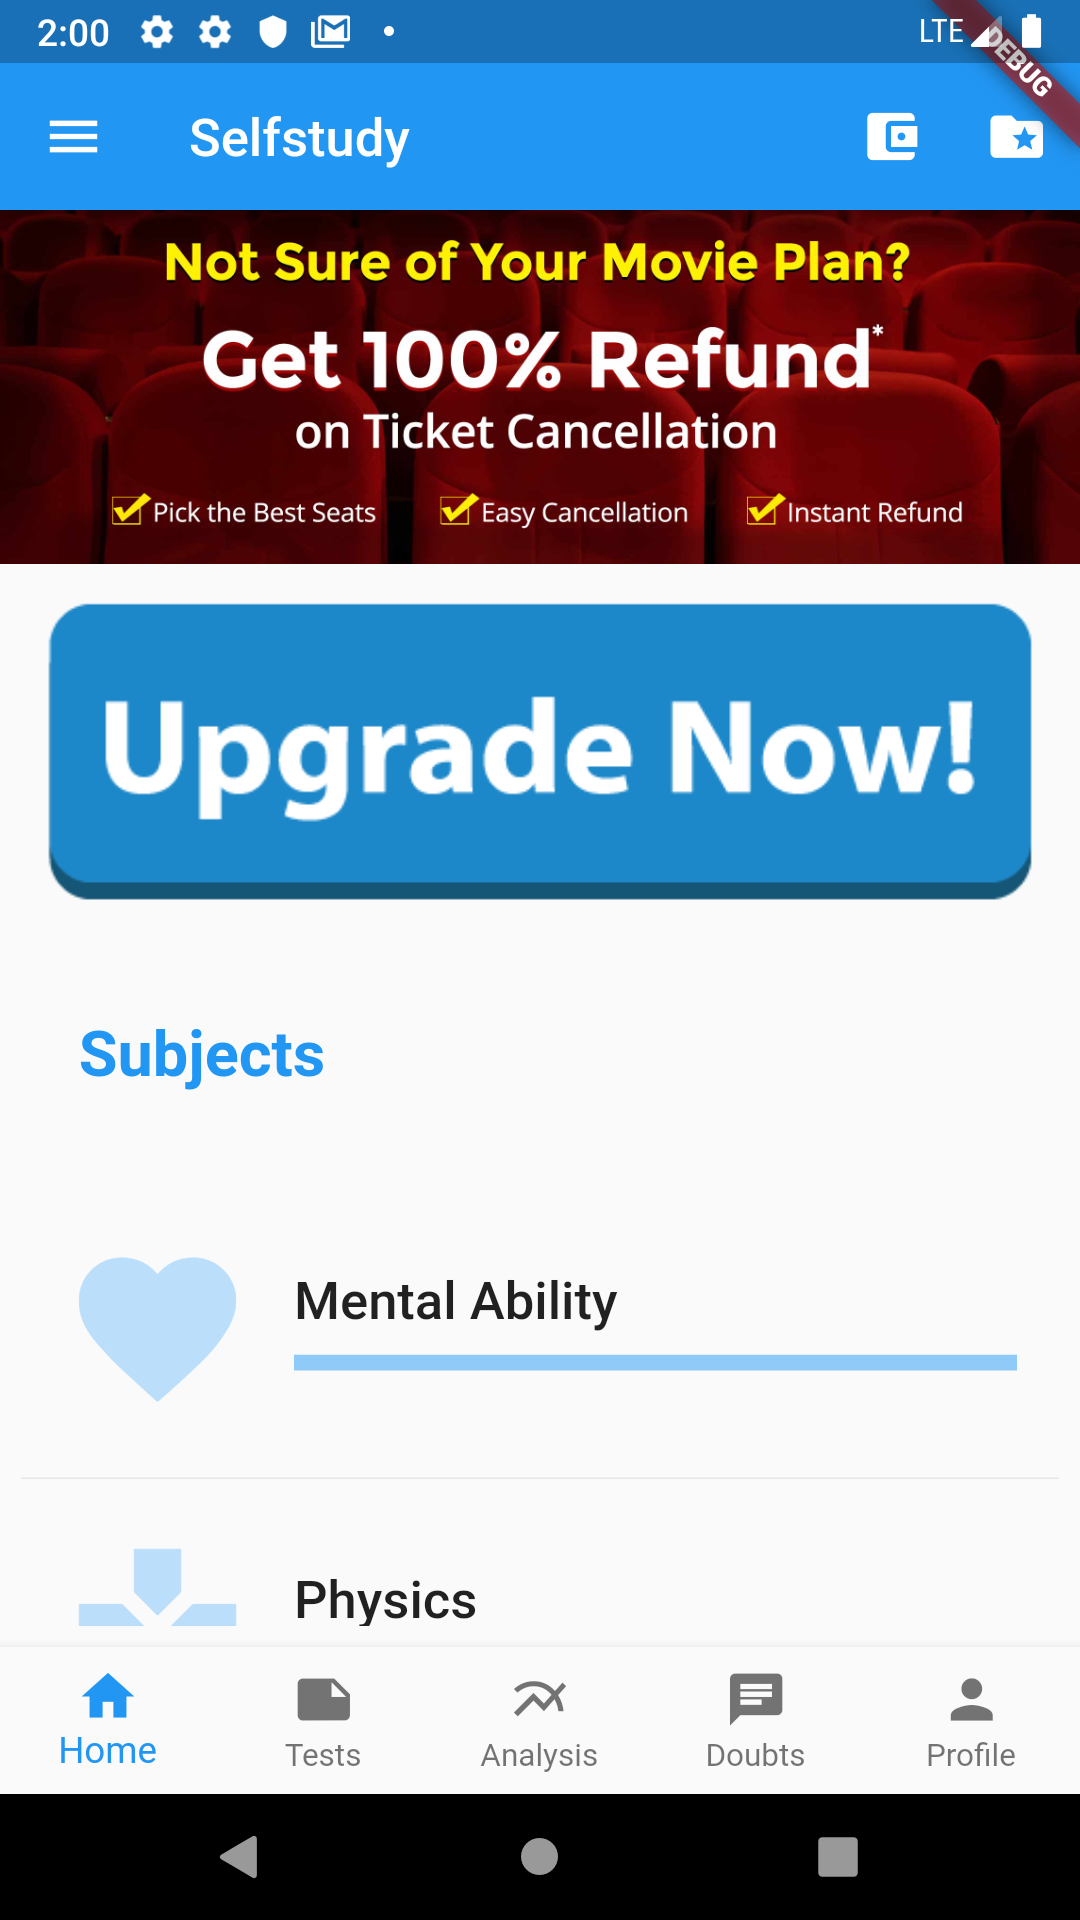 2:00 LTE
DEBUG
Selfstudy
Not Sure of Your Movie Plan?
Get 100% Refund*
on Ticket Cancellation
Pick the Best Seats Easy Cancellation Instant Refund
Upgrade Now!
Subjects
Mental Ability
Physics
Home Tests Analysis Doubts Profile